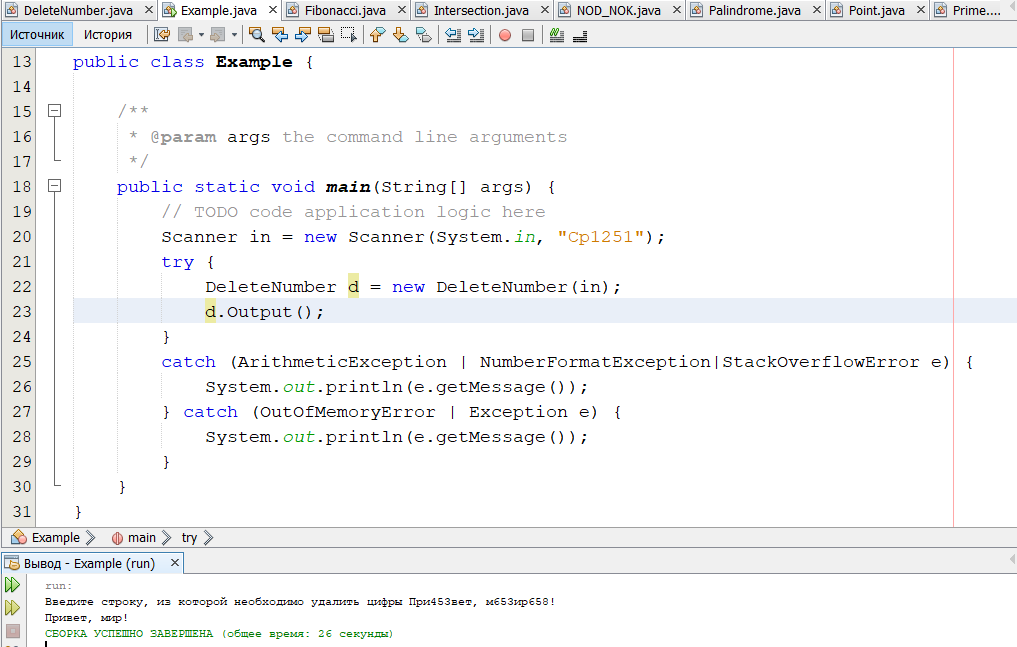 DeleteNumber.java Example.java Fibonacci.java Intersection.java NOD_NOK.java Palindrome.java Point.java Prime....
Источник История
13 public class Example {
14
15 /**
16 * @param args the command line arguments
17 */
18 public static void main(String[] args) {
19 // TODO code application logic here
20 Scanner in = new Scanner(System.in, "Cp1251");
21 try {
22 DeleteNumber d = new DeleteNumber(in);
23 d.Output();
24 }
25 catch (ArithmeticException | NumberFormatException|StackOverflowError e) {
26 System.out.println(e.getMessage());
27 } catch (OutOfMemoryError | Exception e) {
28 System.out.println(e.getMessage());
29 }
30 }
31 }
Example main try
Вывод - Example (run)
run:
Введите строку, из которой необходимо удалить цифры При453вет, м653ир658!
Привет, мир!
СБОРКА УСПЕШНО ЗАВЕРШЕНА (общее время: 26 секунды)